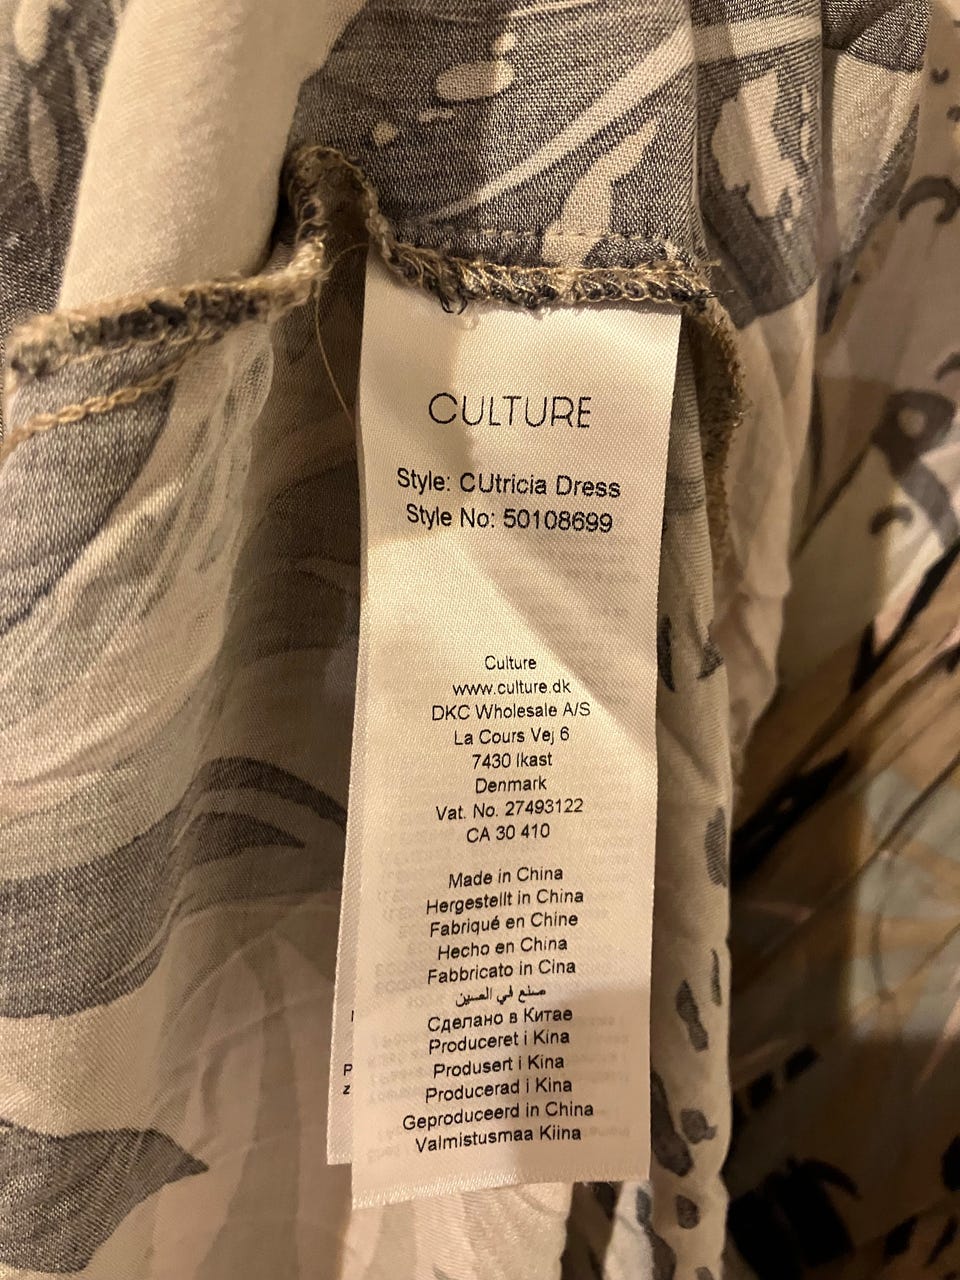 CULTURE
Style: CUtricia Dress
Style No: 50108699
Culture
www.culture.dk
DKC Wholesale A/S
La Cours Vej 6
7430 Ikast
Denmark
Vat. No. 27493122
CA 30 410
Made in China
Hergestellt in China
Fabriqué en Chine
Hecho en China
Fabbricato in Cina
صنع في الصين
Сделано в Китае
Produceret i Kina
Produsert i Kina
Producerad i Kina
Geproduceerd in China
Valmistusmaa Kiina
P
z